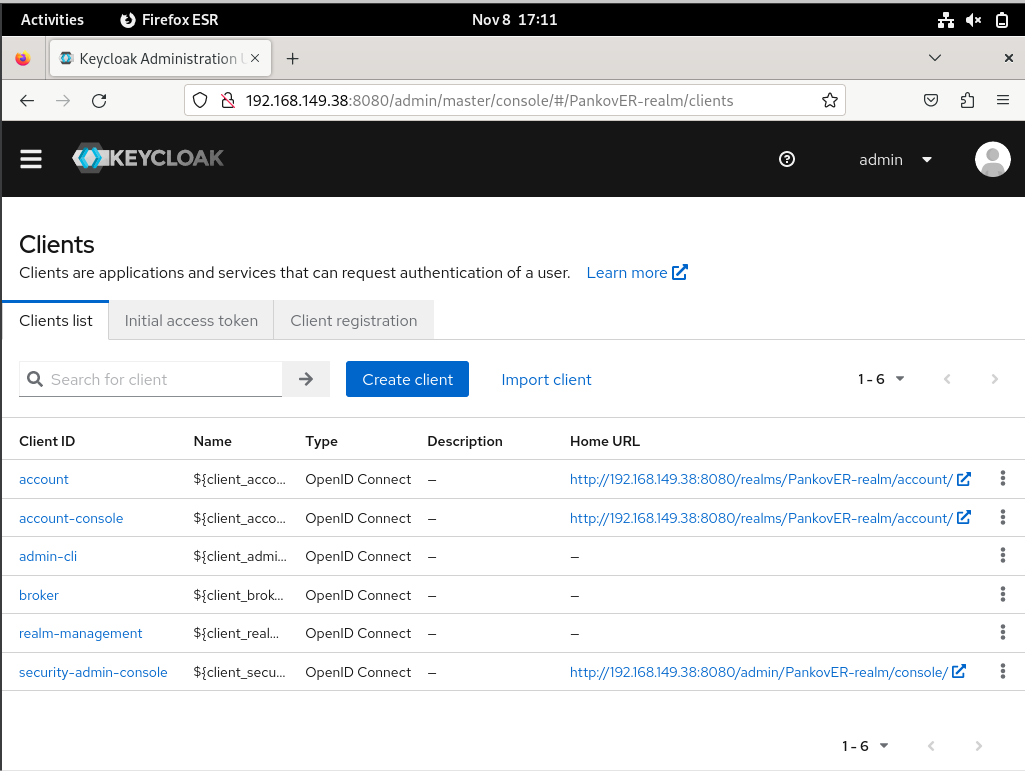 Activities Firefox ESR Nov 8 17:11
Keycloak Administration
192.168.149.38:8080/admin/master/console/#/PankovER-realm/clients
KEYCLOAK admin
Clients
Clients are applications and services that can request authentication of a user. Learn more
Clients list Initial access token Client registration
Search for client Create client Import client 1 - 6
Client ID Name Type Description Home URL
account ${client_acco... OpenID Connect – http://192.168.149.38:8080/realms/PankovER-realm/account/
account-console ${client_acco... OpenID Connect – http://192.168.149.38:8080/realms/PankovER-realm/account/
admin-cli ${client_admi... OpenID Connect – –
broker ${client_brok... OpenID Connect – –
realm-management ${client_real... OpenID Connect – –
security-admin-console ${client_secu... OpenID Connect – http://192.168.149.38:8080/admin/PankovER-realm/console/
1 - 6